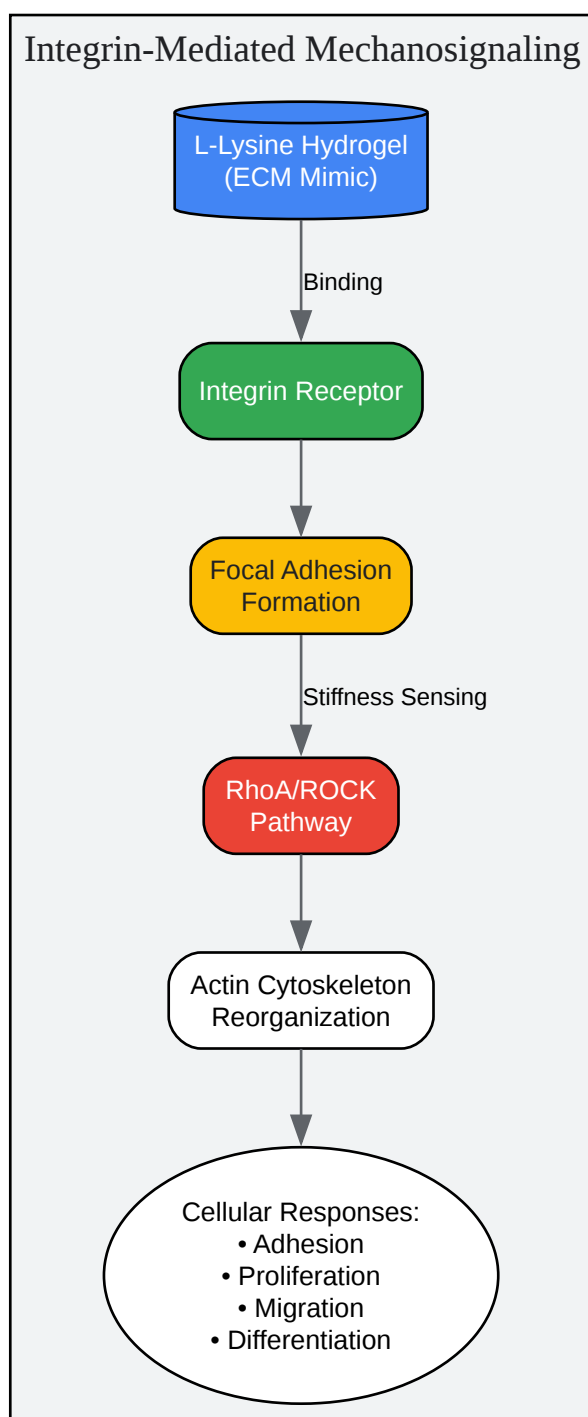 Integrin-Mediated Mechanosignaling
L-Lysine Hydrogel
(ECM Mimic)
Binding
Integrin Receptor
Focal Adhesion
Formation
Stiffness Sensing
RhoA/ROCK
Pathway
Actin Cytoskeleton
Reorganization
Cellular Responses:
• Adhesion
• Proliferation
• Migration
• Differentiation